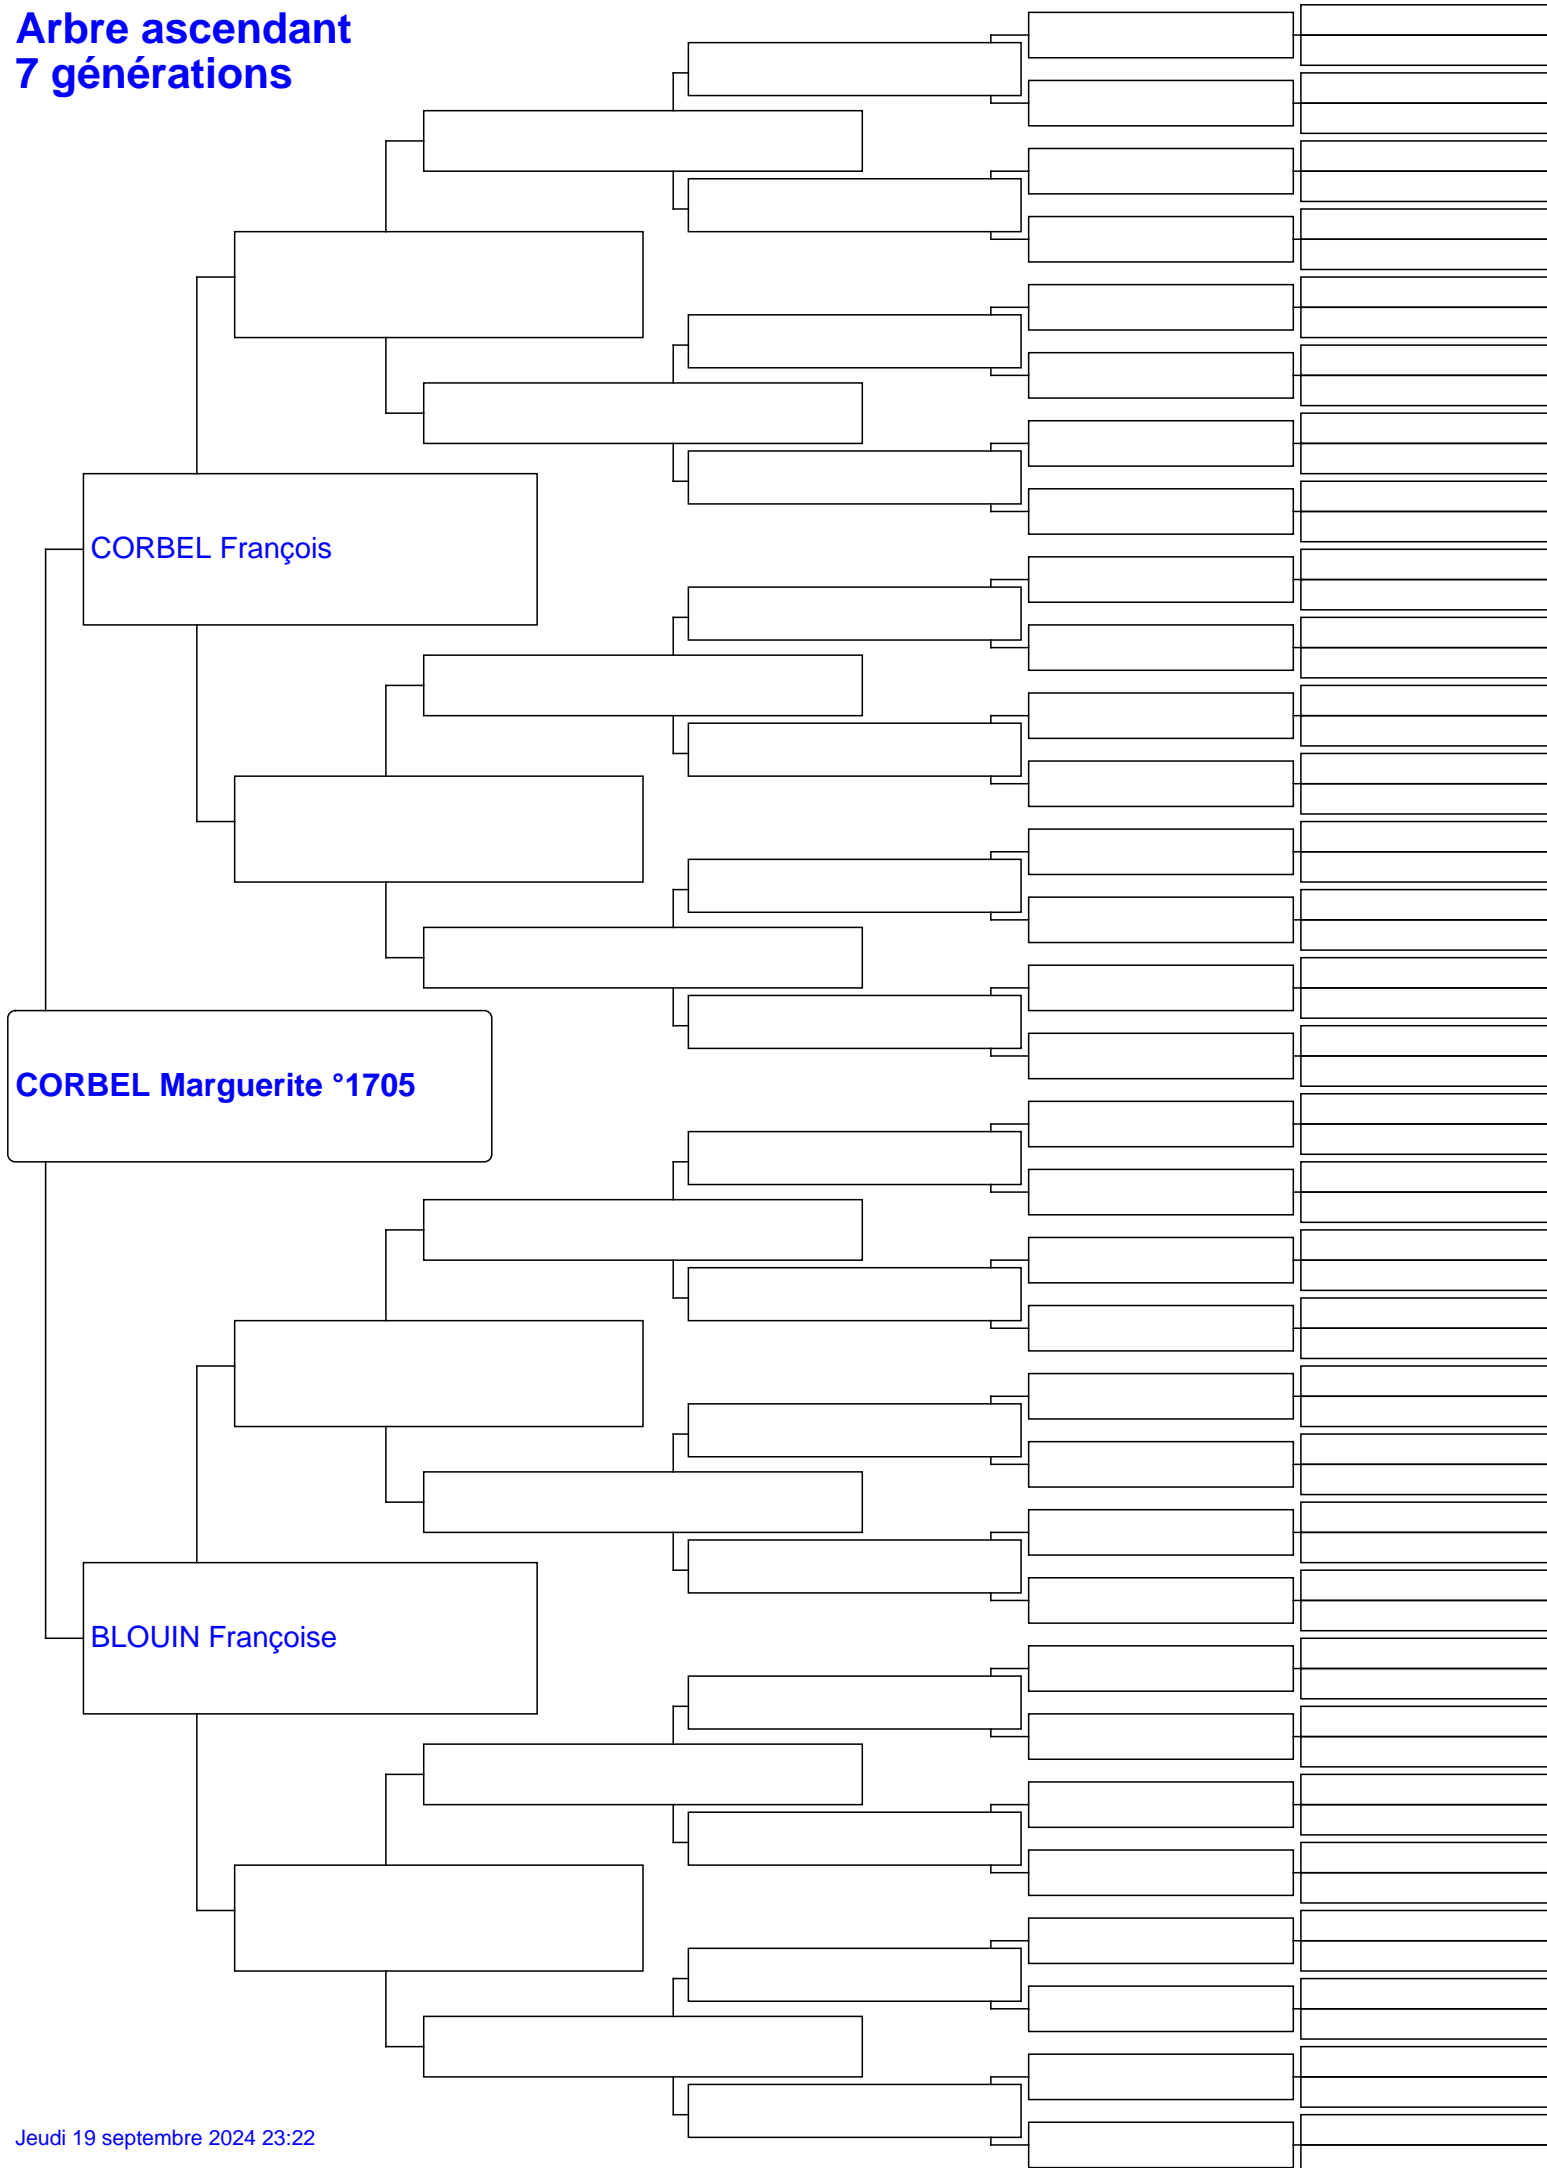 Arbre ascendant
7 générations
CORBEL François
CORBEL Marguerite °1705
BLOUIN Françoise
Jeudi 19 septembre 2024 23:22